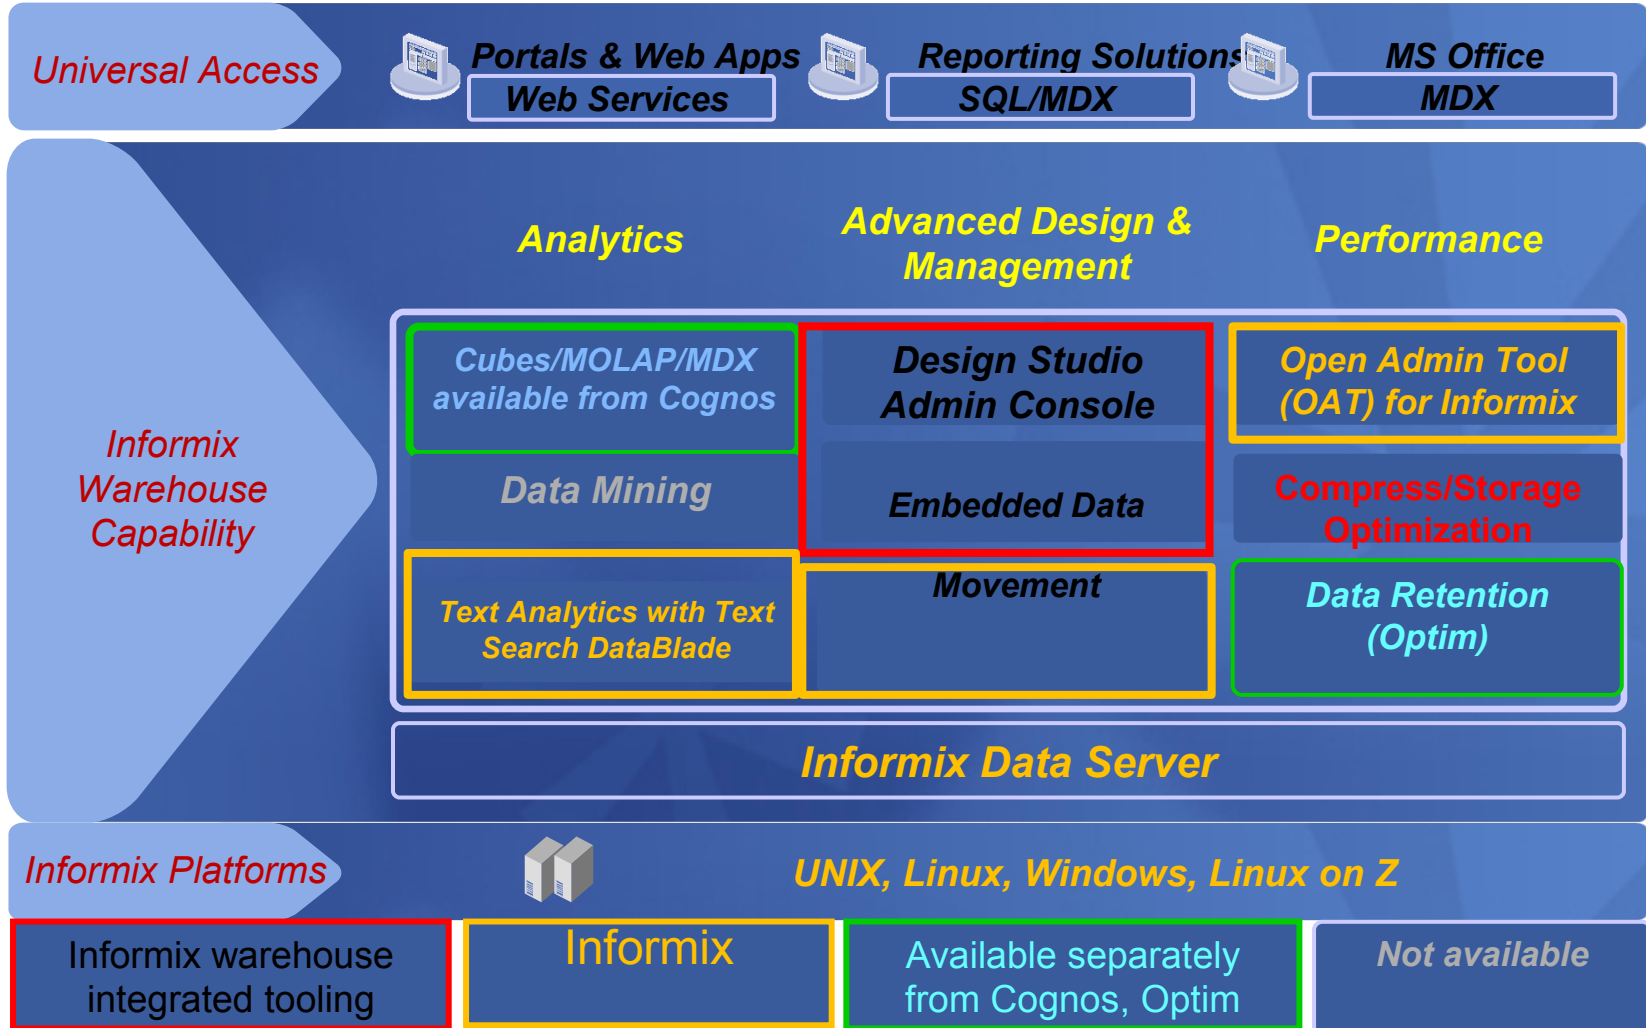 Universal Access
Portals & Web Apps
Web Services
Reporting Solutions
SQL/MDX
MS Office
MDX
Informix
Warehouse
Capability
Analytics
Advanced Design &
Management
Performance
Cubes/MOLAP/MDX
available from Cognos
Data Mining
Text Analytics with Text
Search DataBlade
Design Studio
Admin Console
Embedded Data
Movement
Open Admin Tool
(OAT) for Informix
Compress/Storage
Optimization
Data Retention
(Optim)
Informix Data Server
Informix Platforms
UNIX, Linux, Windows, Linux on Z
Informix warehouse
integrated tooling
Informix
Available separately
from Cognos, Optim
Not available